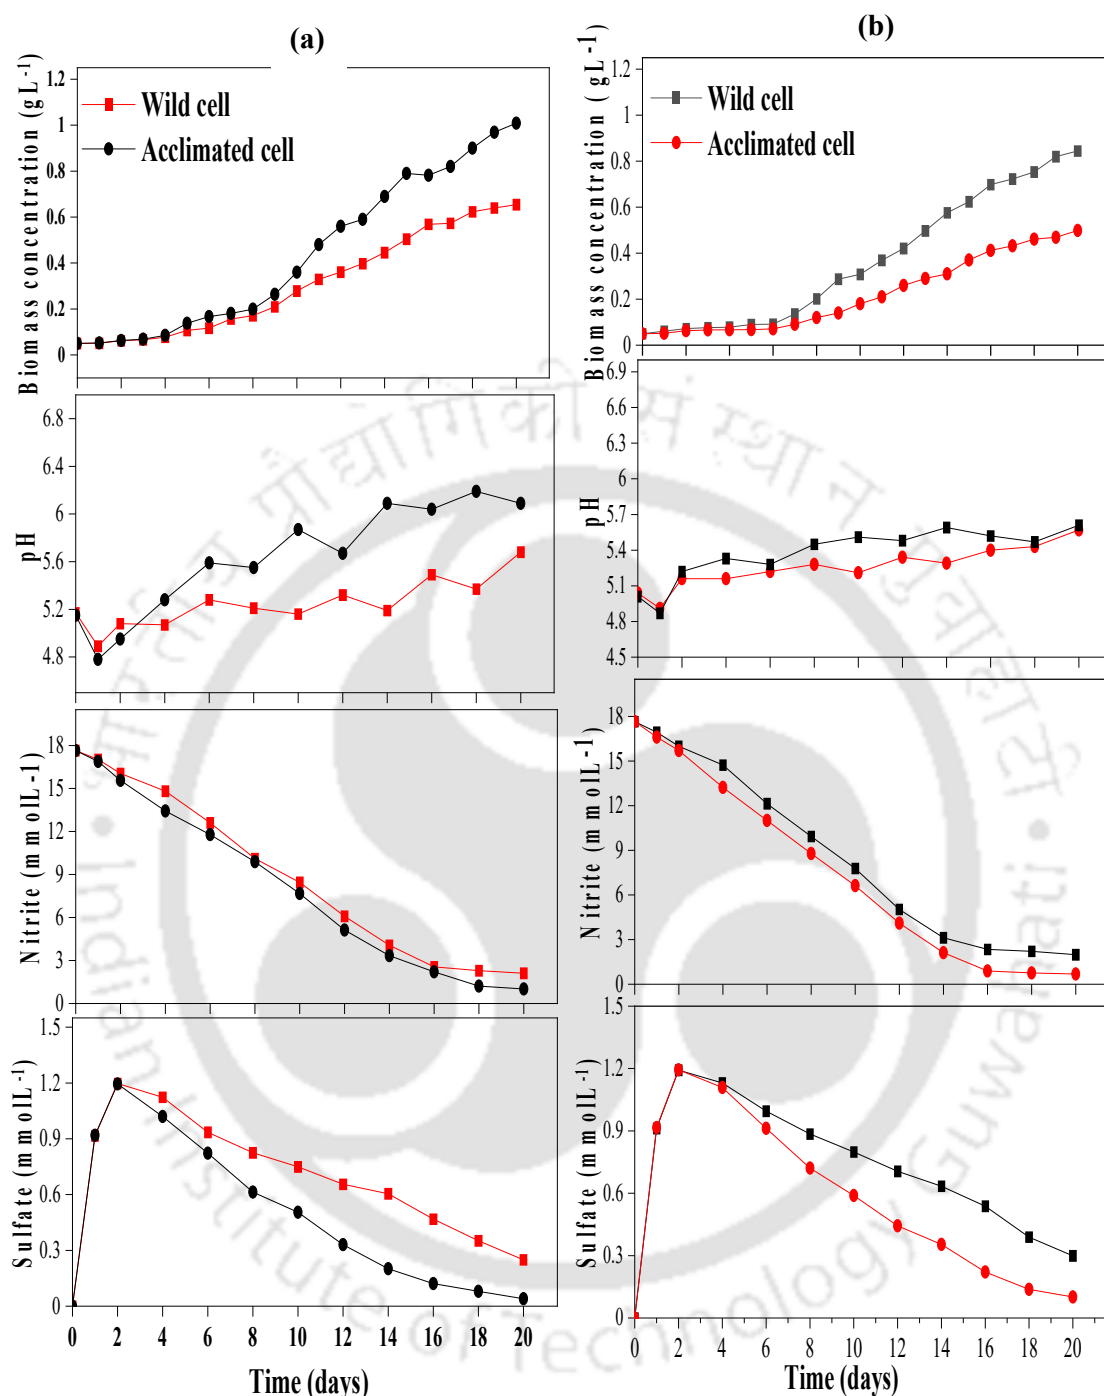 (a)
Biomass concentration (gL⁻¹)
1.2
1
0.8
0.6
0.4
0.2
0
Wild cell
Acclimated cell
pH
6.8
6.4
6
5.6
5.2
4.8
Nitrite (mmolL-1)
18
15
12
9
6
3
0
Sulfate (mmolL⁻¹)
1.5
1.2
0.9
0.6
0.3
0
0 2 4 6 8 10 12 14 16 18 20
Time (days)
(b)
Biomass concentration (gL⁻¹)
1.2
1
0.8
0.6
0.4
0.2
0
Wild cell
Acclimated cell
pH
6.9
6.6
6.3
6
5.7
5.4
5.1
4.8
4.5
Nitrite (mmolL⁻¹)
18
15
12
9
6
3
0
Sulfate (mmolL⁻¹)
1.5
1.2
0.9
0.6
0.3
0
0 2 4 6 8 10 12 14 16 18 20
Time (days)
Indian Institute of Technology Guwahati